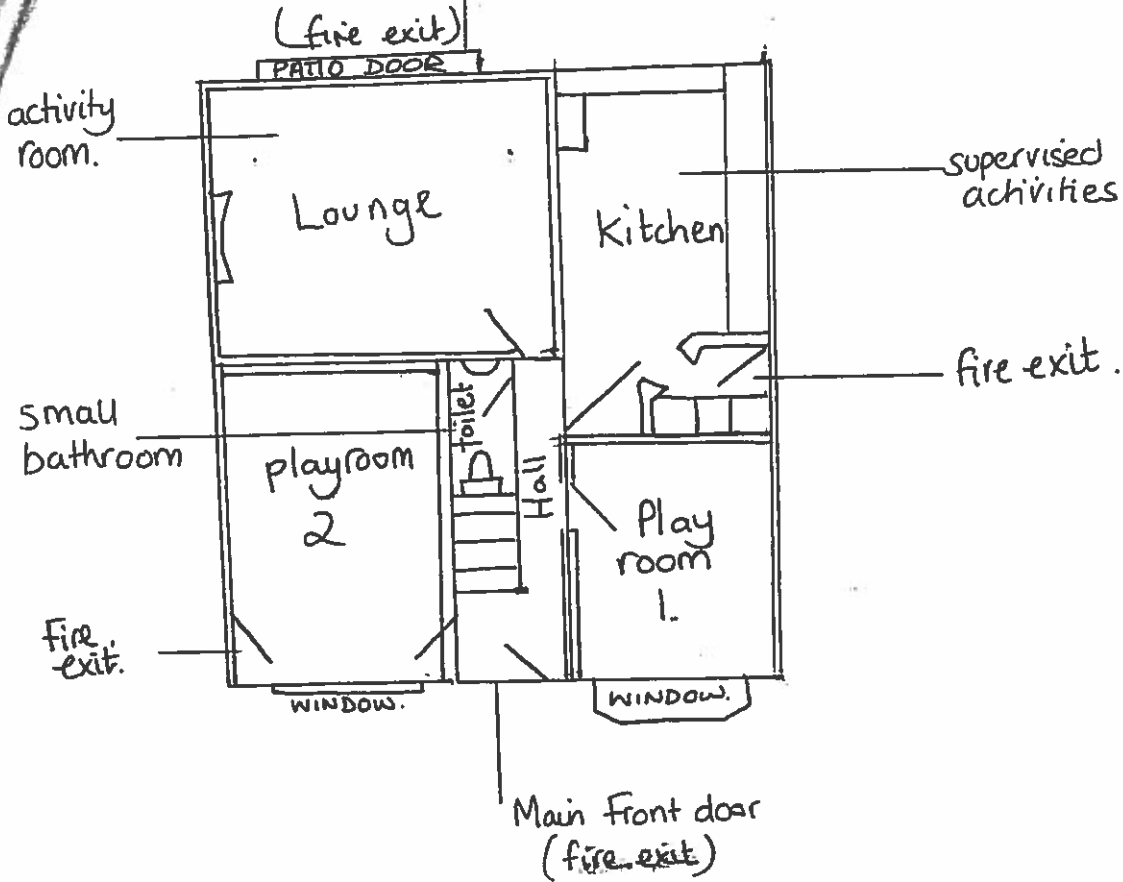 (fire exit)
PATIO DOOR
activity
room.
Lounge
Kitchen
supervised
activities
fire exit.
small
bathroom
toilet
playroom
2
Hall
Play
room
1.
Fire
exit.
WINDOW.
WINDOW.
Main Front door
(fire exit)